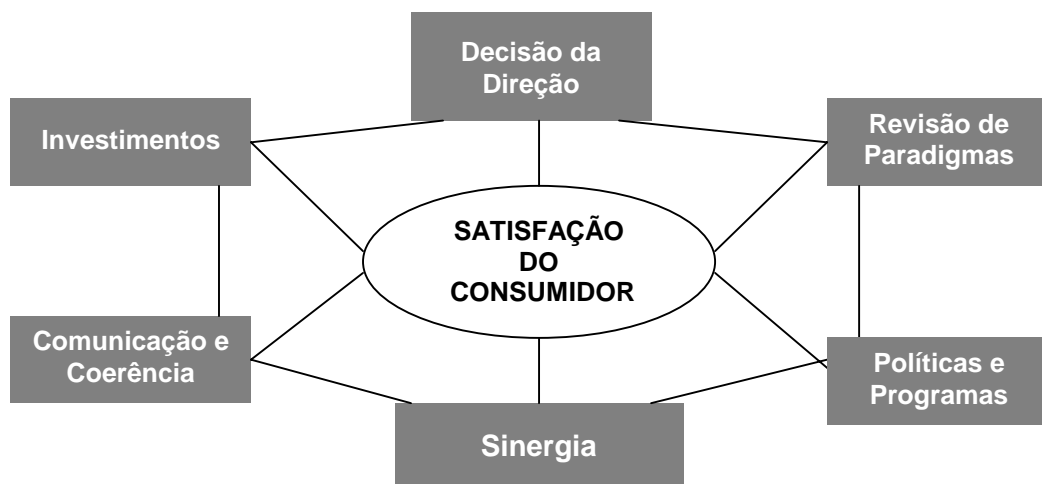 Decisão da
Direção
Investimentos
Revisão de
Paradigmas
SATISFAÇÃO
DO
CONSUMIDOR
Comunicação e
Coerência
Políticas e
Programas
Sinergia